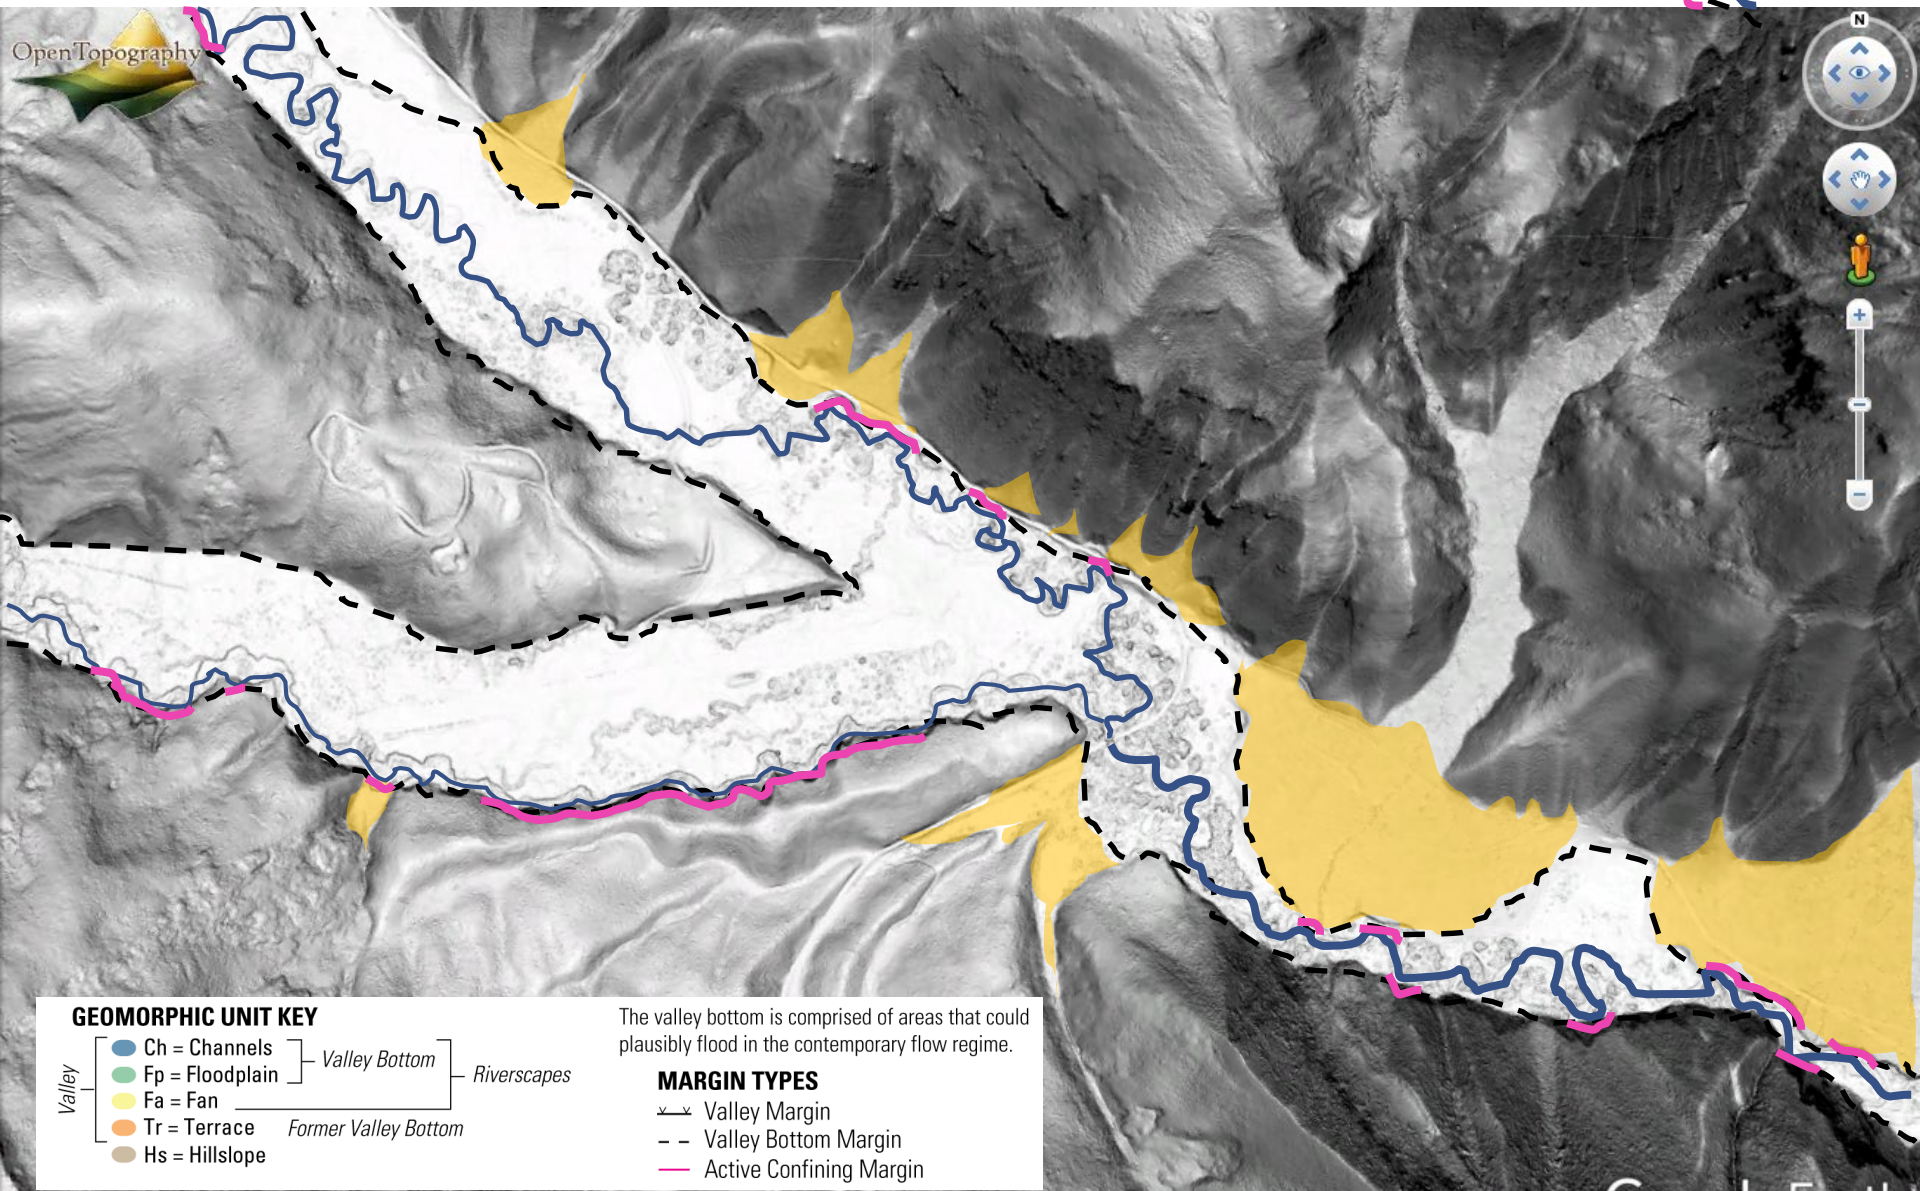 N
OpenTopography
GEOMORPHIC UNIT KEY
Valley
Ch = Channels
Fp = Floodplain
Fa = Fan
Tr = Terrace
Hs = Hillslope
Valley Bottom
Riverscapes
Former Valley Bottom
The valley bottom is comprised of areas that could
plausibly flood in the contemporary flow regime.
MARGIN TYPES
Valley Margin
Valley Bottom Margin
Active Confining Margin